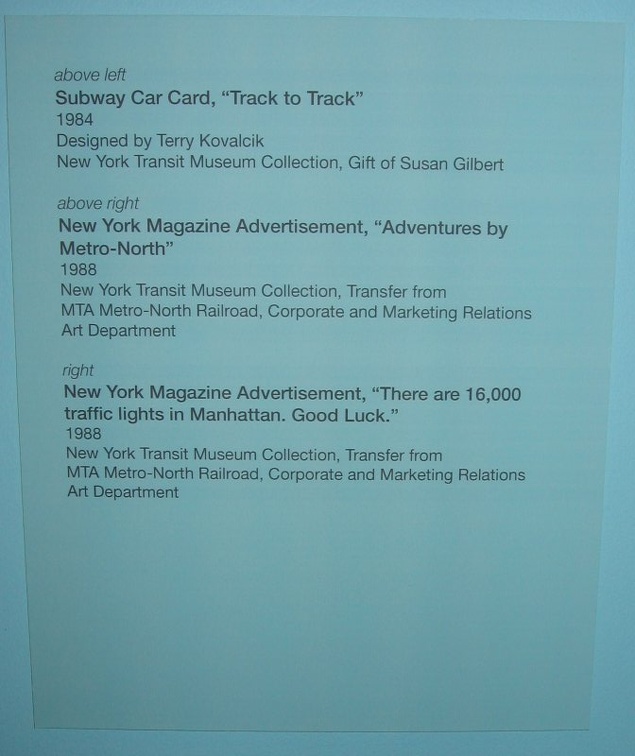 above left
Subway Car Card, “Track to Track”
1984
Designed by Terry Kovalcik
New York Transit Museum Collection, Gift of Susan Gilbert
above right
New York Magazine Advertisement, “Adventures by
Metro-North”
1988
New York Transit Museum Collection, Transfer from
MTA Metro-North Railroad, Corporate and Marketing Relations
Art Department
right
New York Magazine Advertisement, “There are 16,000
traffic lights in Manhattan. Good Luck.”
1988
New York Transit Museum Collection, Transfer from
MTA Metro-North Railroad, Corporate and Marketing Relations
Art Department